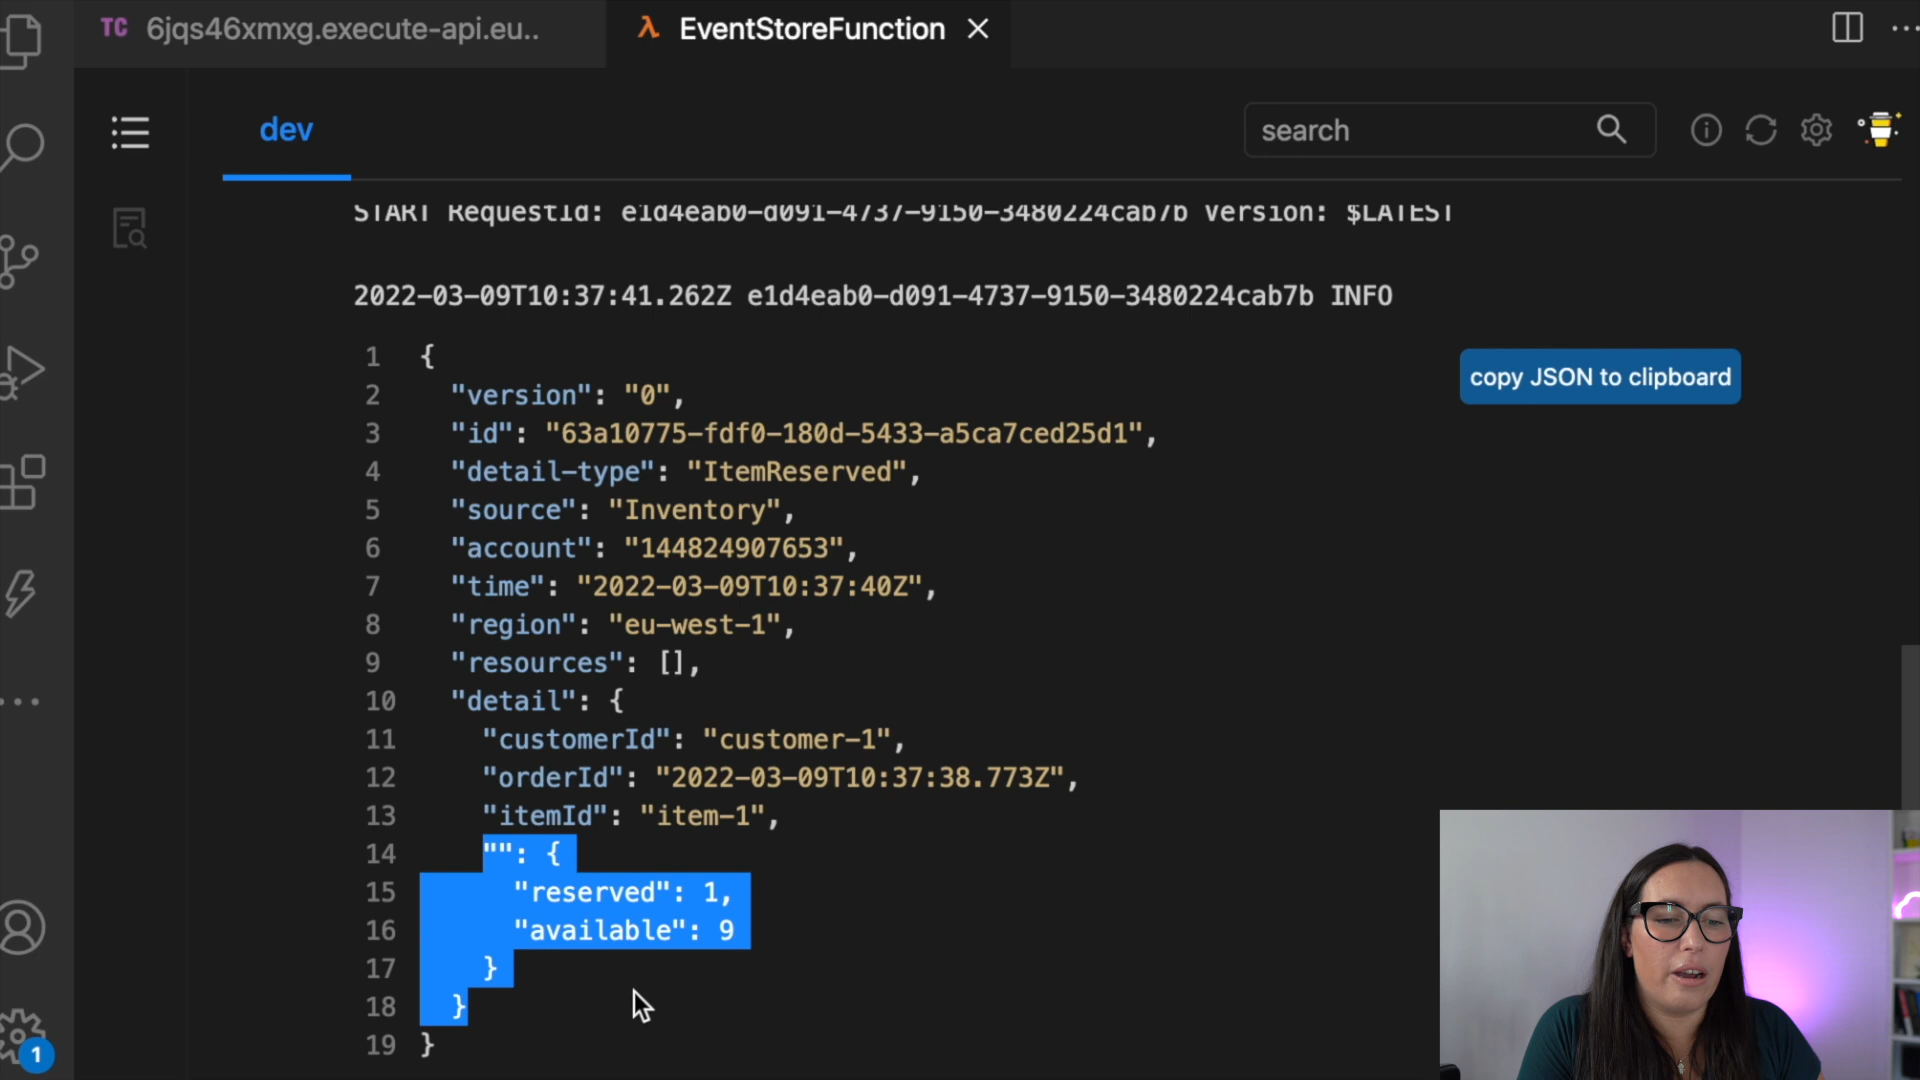 TC 6jqs46xmxg.execute-api.eu..
λ EventStoreFunction
dev
search
START RequestId: e1d4eab0-d091-4737-9150-3480224cab7b Version: $LATEST
2022-03-09T10:37:41.262Z e1d4eab0-d091-4737-9150-3480224cab7b INFO
copy JSON to clipboard
1 {
2 "version": "0",
3 "id": "63a10775-fdf0-180d-5433-a5ca7ced25d1",
4 "detail-type": "ItemReserved",
5 "source": "Inventory",
6 "account": "144824907653",
7 "time": "2022-03-09T10:37:40Z",
8 "region": "eu-west-1",
9 "resources": [],
10 "detail": {
11 "customerId": "customer-1",
12 "orderId": "2022-03-09T10:37:38.773Z",
13 "itemId": "item-1",
14 "": {
15 "reserved": 1,
16 "available": 9
17 }
18 }
19 }
1